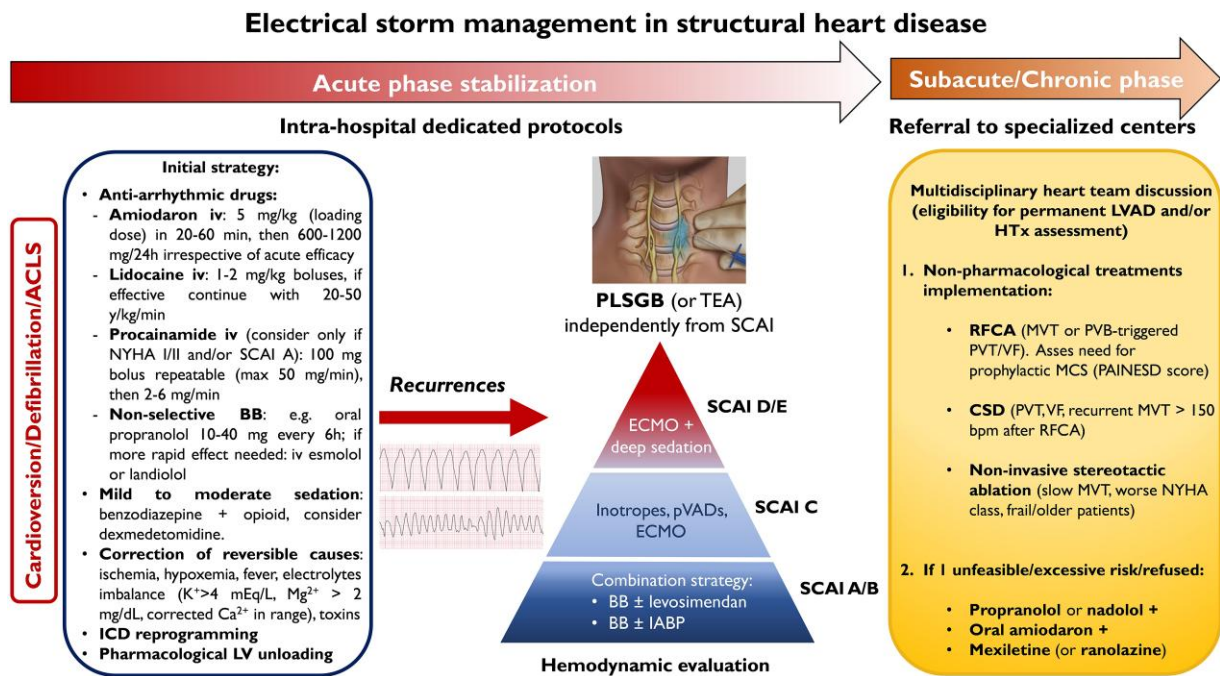 Electrical storm management in structural heart disease
Acute phase stabilization
Subacute/Chronic phase
Intra-hospital dedicated protocols
Referral to specialized centers
Cardioversion/Defibrillation/ACLS
Initial strategy:
• Anti-arrhythmic drugs:
- Amiodaron iv: 5 mg/kg (loading
dose) in 20-60 min, then 600-1200
mg/24h irrespective of acute efficacy
- Lidocaine iv: 1-2 mg/kg boluses, if
effective continue with 20-50
y/kg/min
- Procainamide iv (consider only if
NYHA I/II and/or SCAI A): 100 mg
bolus repeatable (max 50 mg/min),
then 2-6 mg/min
- Non-selective BB: e.g. oral
propranolol 10-40 mg every 6h; if
more rapid effect needed: iv esmolol
or landiolol
• Mild to moderate sedation:
benzodiazepine + opioid, consider
dexmedetomidine.
• Correction of reversible causes:
ischemia, hypoxemia, fever, electrolytes
imbalance (K⁺>4 mEq/L, Mg²⁺ > 2
mg/dL, corrected Ca²⁺ in range), toxins
• ICD reprogramming
• Pharmacological LV unloading
Recurrences
PLSGB (or TEA)
independently from SCAI
SCAI D/E
ECMO +
deep sedation
SCAI C
Inotropes, pVADs,
ECMO
SCAI A/B
Combination strategy:
• BB ± levosimendan
• BB ± IABP
Hemodynamic evaluation
Multidisciplinary heart team discussion
(eligibility for permanent LVAD and/or
HTx assessment)
1. Non-pharmacological treatments
implementation:
• RFCA (MVT or PVB-triggered
PVT/VF). Asses need for
prophylactic MCS (PAINESD score)
• CSD (PVT, VF, recurrent MVT > 150
bpm after RFCA)
• Non-invasive stereotactic
ablation (slow MVT, worse NYHA
class, frail/older patients)
2. If 1 unfeasible/excessive risk/refused:
• Propranolol or nadolol +
• Oral amiodaron +
• Mexiletine (or ranolazine)